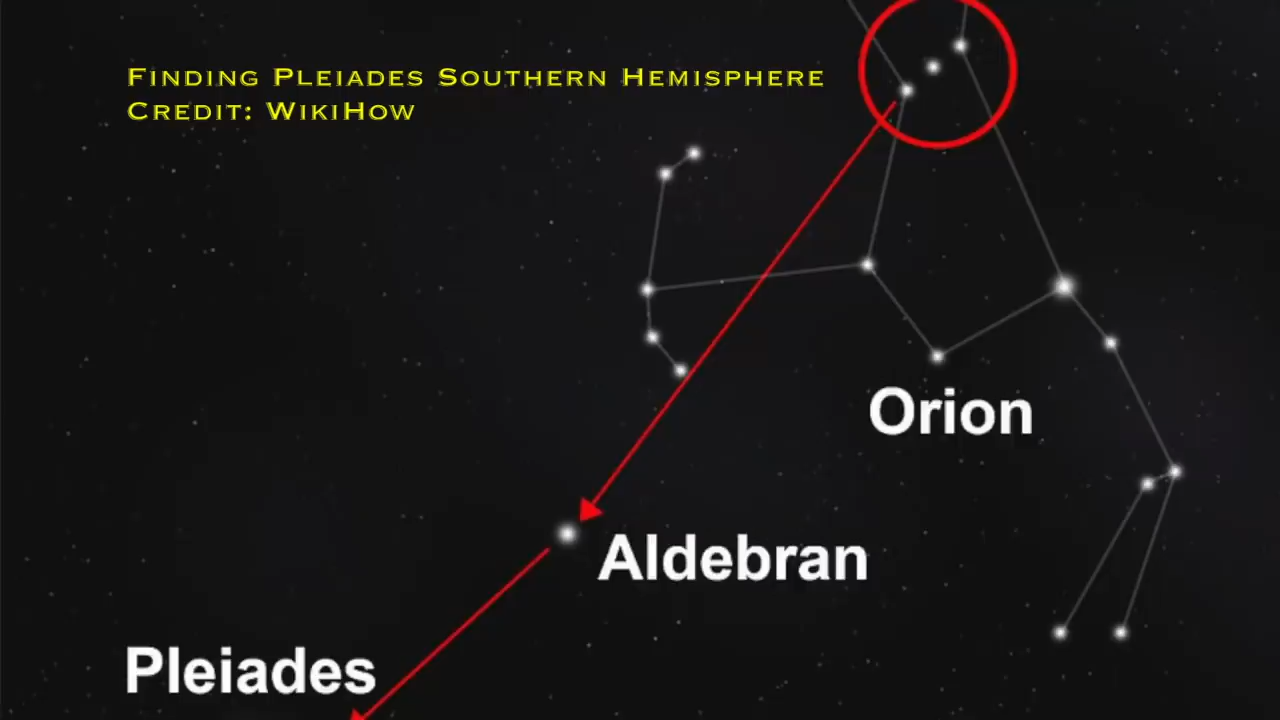 Finding Pleiades Southern Hemisphere
Credit: WikiHow
Orion
Aldebran
Pleiades